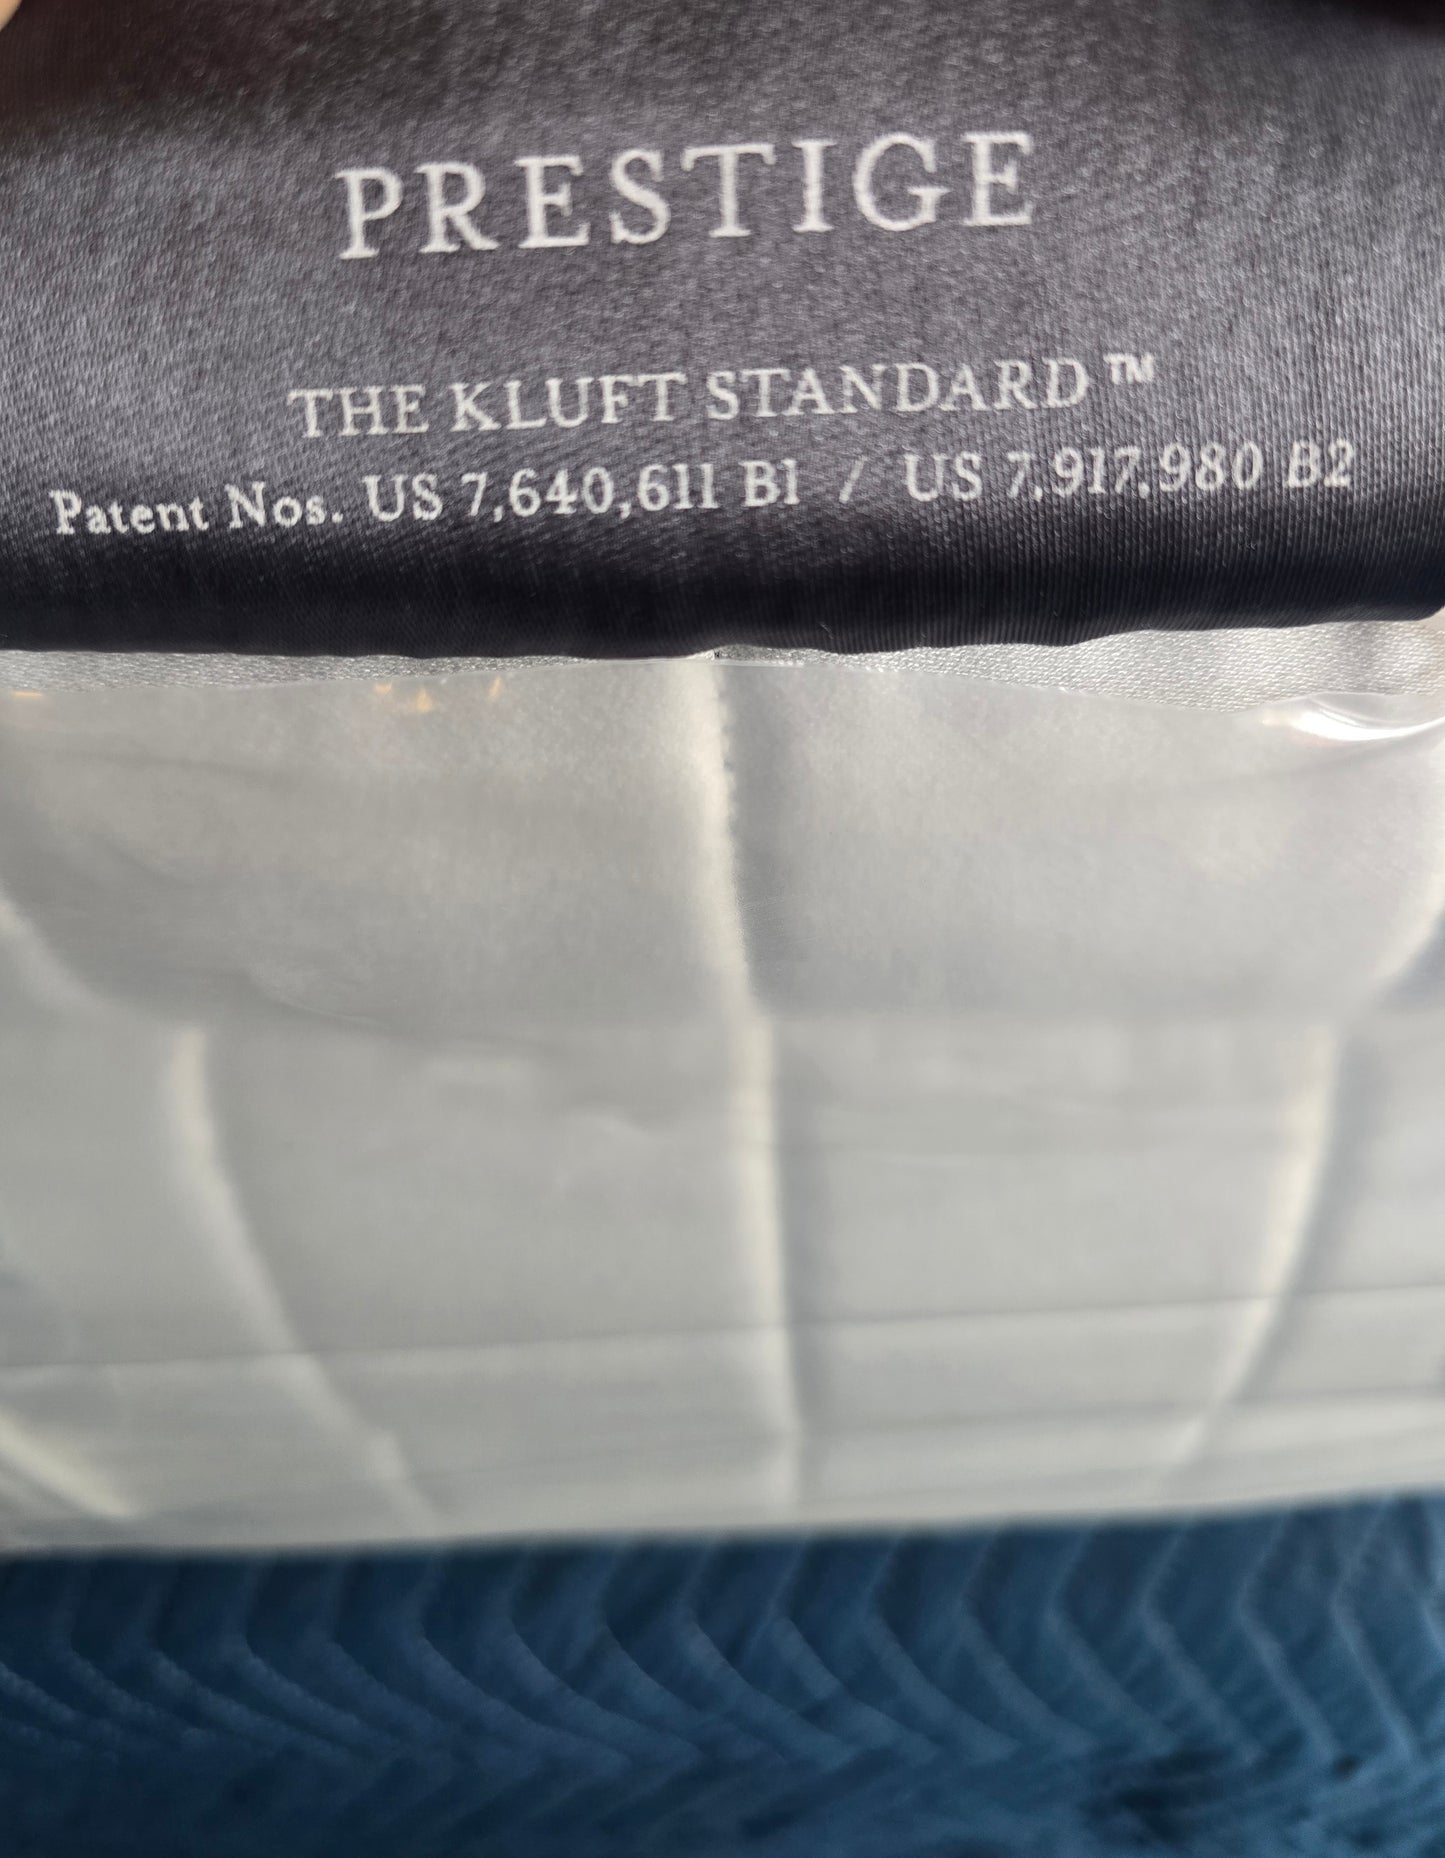 PRESTIGE
THE KLUFT STANDARD™
Patent Nos. US 7,640,611 B1 / US 7,917,980 B2